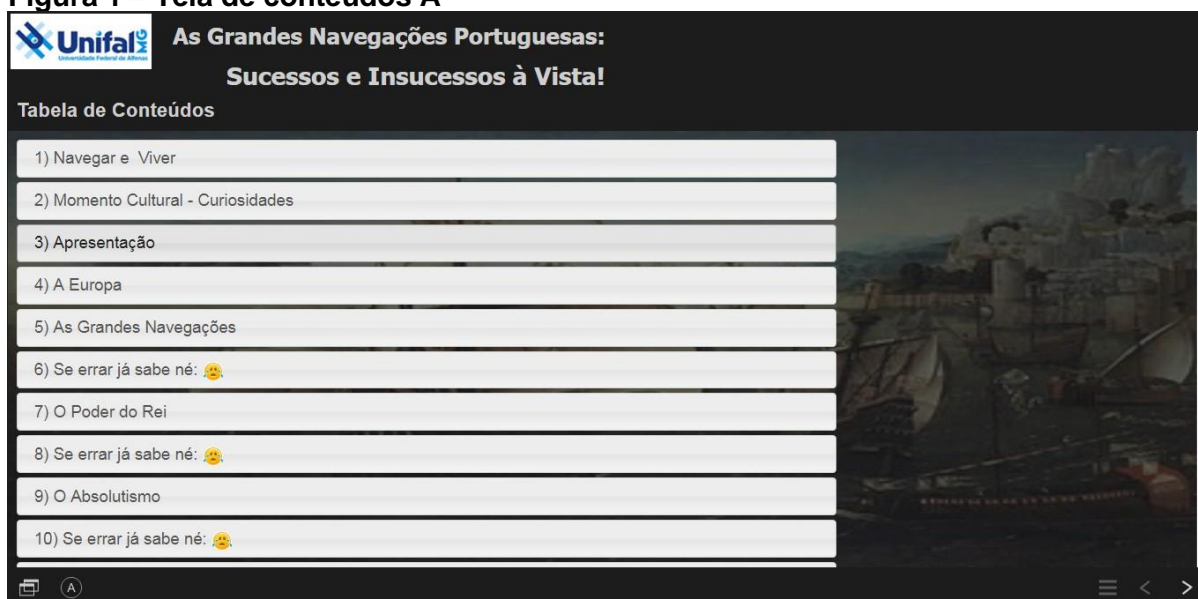 Figura 1 – Tela de conteúdos A
Unifal MG
Universidade Federal de Alfenas
As Grandes Navegações Portuguesas:
Sucessos e Insucessos à Vista!
Tabela de Conteúdos
1) Navegar e Viver
2) Momento Cultural - Curiosidades
3) Apresentação
4) A Europa
5) As Grandes Navegações
6) Se errar já sabe né:
7) O Poder do Rei
8) Se errar já sabe né:
9) O Absolutismo
10) Se errar já sabe né:
A